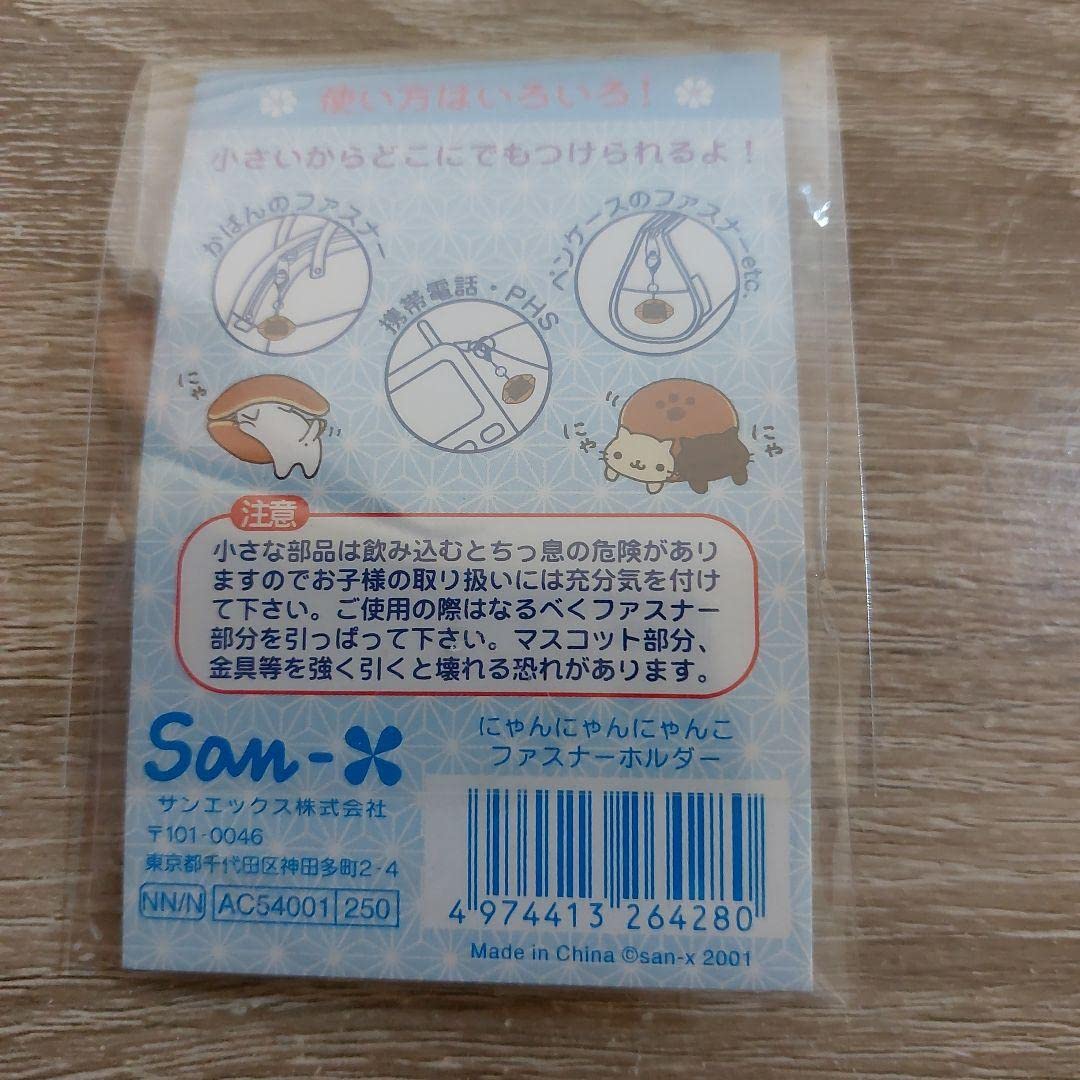 使い方はいろいろ！
小さいからどこにでもつけられるよ！
かばんのファスナー
携帯電話・PHS
ペンケースのファスナーetc.
にゃ
にゃ
にゃ
注意
小さな部品は飲み込むとちっ息の危険があり
ますのでお子様の取り扱いには充分気を付け
て下さい。ご使用の際はなるべくファスナー
部分を引っぱって下さい。マスコット部分、
金具等を強く引くと壊れる恐れがあります。
San-X
サンエックス株式会社
〒101-0046
東京都千代田区神田多町2-4
NN/N AC54001 250
にゃんにゃんにゃんこ
ファスナーホルダー
4 974413 264280
Made in China ©san-x 2001